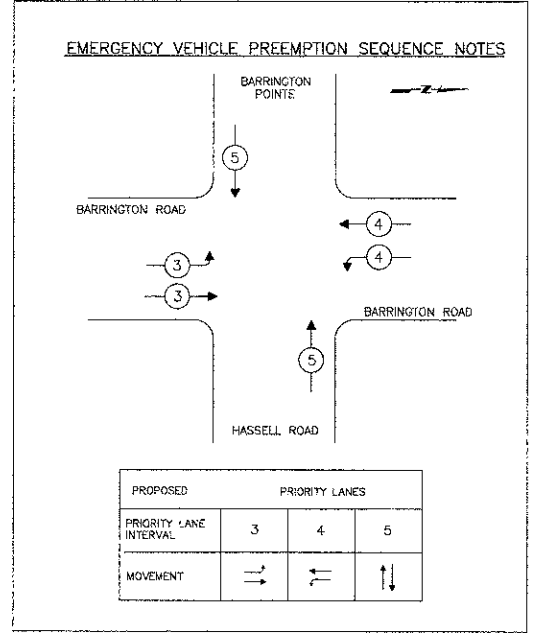 EMERGENCY VEHICLE PREEMPTION SEQUENCE NOTES
BARRINGTON
POINTE
Z
5
BARRINGTON ROAD
4
3
4
3
BARRINGTON ROAD
5
HASSELL ROAD
PROPOSED PRIORITY LANES
PRIORITY LANE
INTERVAL 3 4 5
MOVEMENT